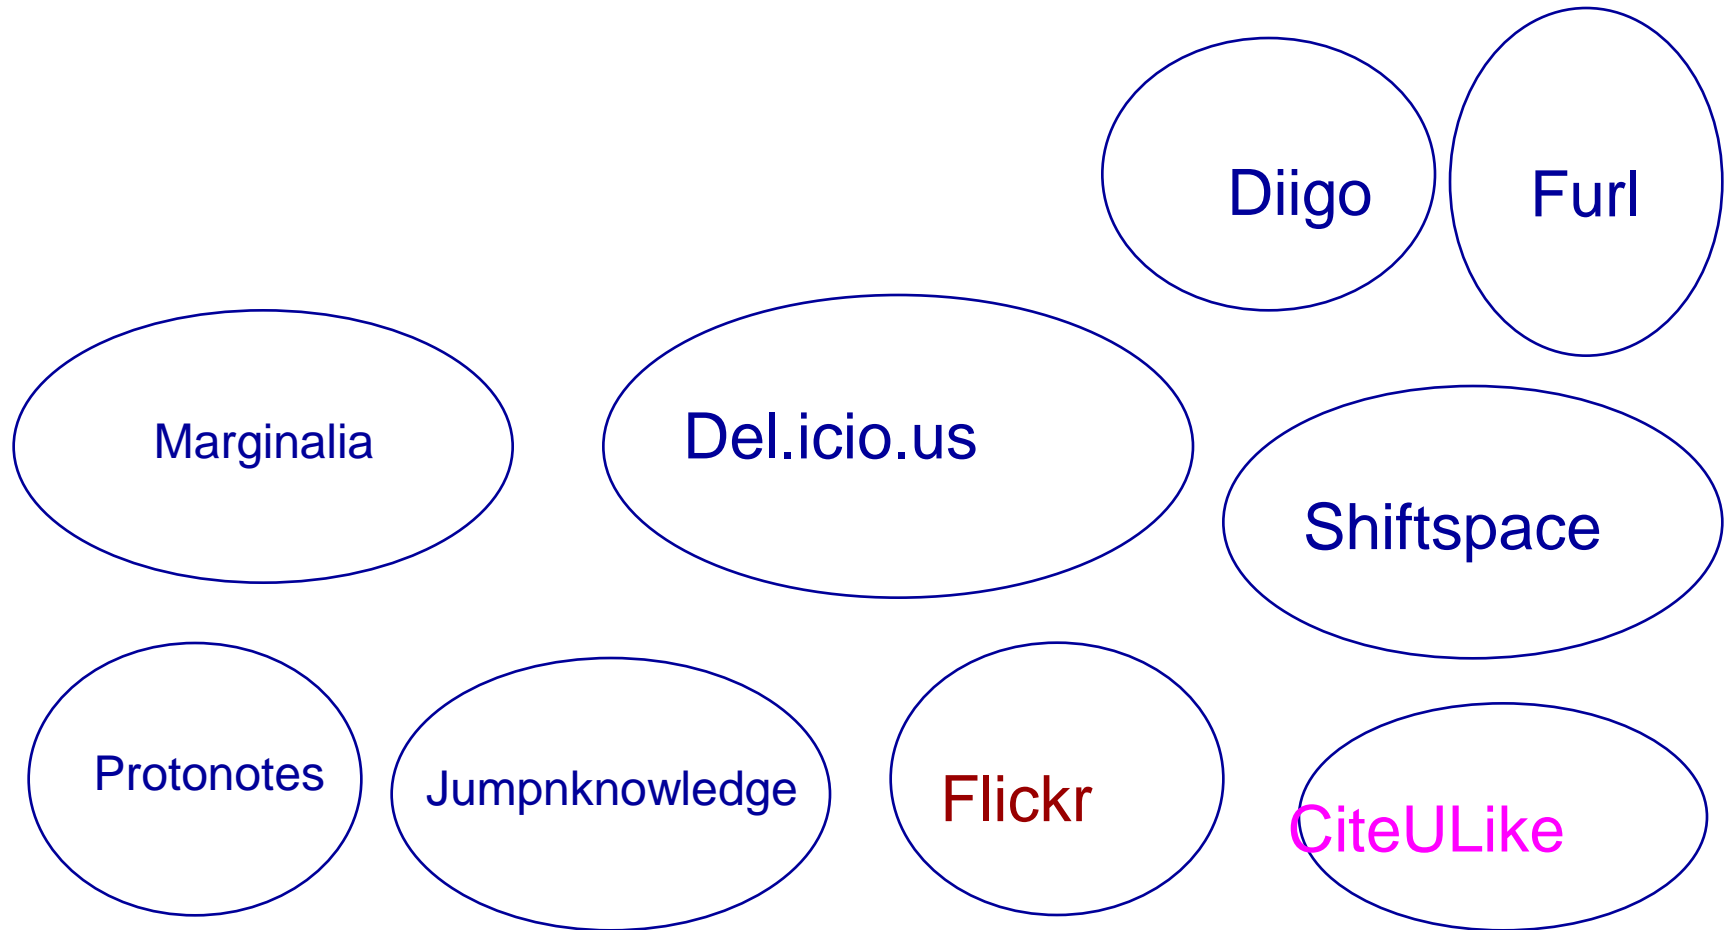 Diigo
Furl
Marginalia
Del.icio.us
Shiftspace
Protonotes
Jumpnknowledge
Flickr
CiteULike